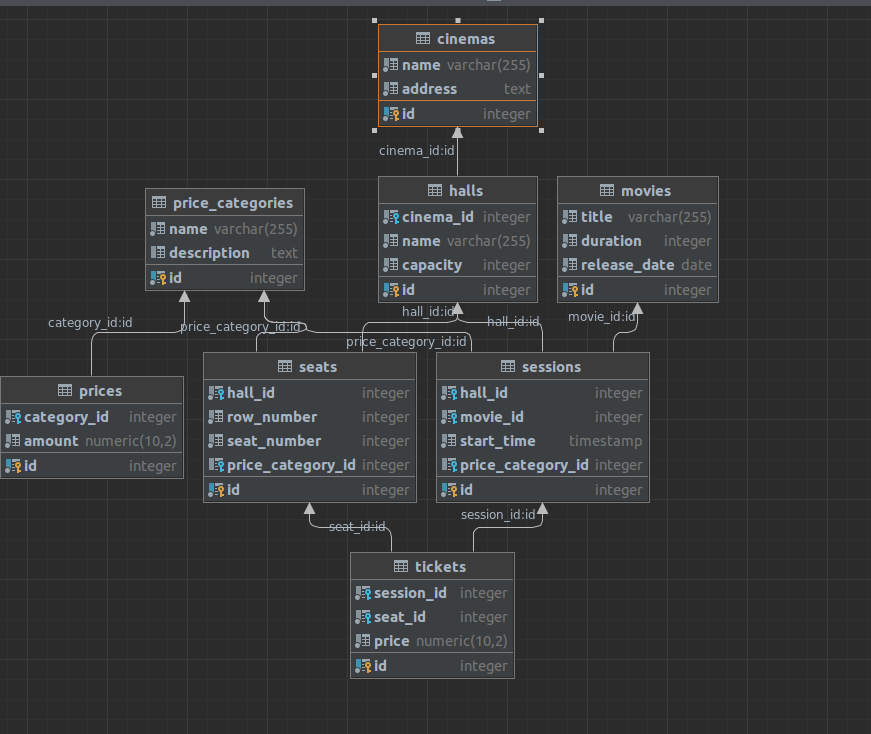 cinemas
name varchar(255)
address text
id integer
cinema_id:id
price_categories
name varchar(255)
description text
id integer
halls
cinema_id integer
name varchar(255)
capacity integer
id integer
movies
title varchar(255)
duration integer
release_date date
id integer
category_id:id
price_category_id:id
hall_id:id
hall_id:id
movie_id:id
price_category_id:id
prices
category_id integer
amount numeric(10,2)
id integer
seats
hall_id integer
row_number integer
seat_number integer
price_category_id integer
id integer
sessions
hall_id integer
movie_id integer
start_time timestamp
price_category_id integer
id integer
seat_id:id
session_id:id
tickets
session_id integer
seat_id integer
price numeric(10,2)
id integer